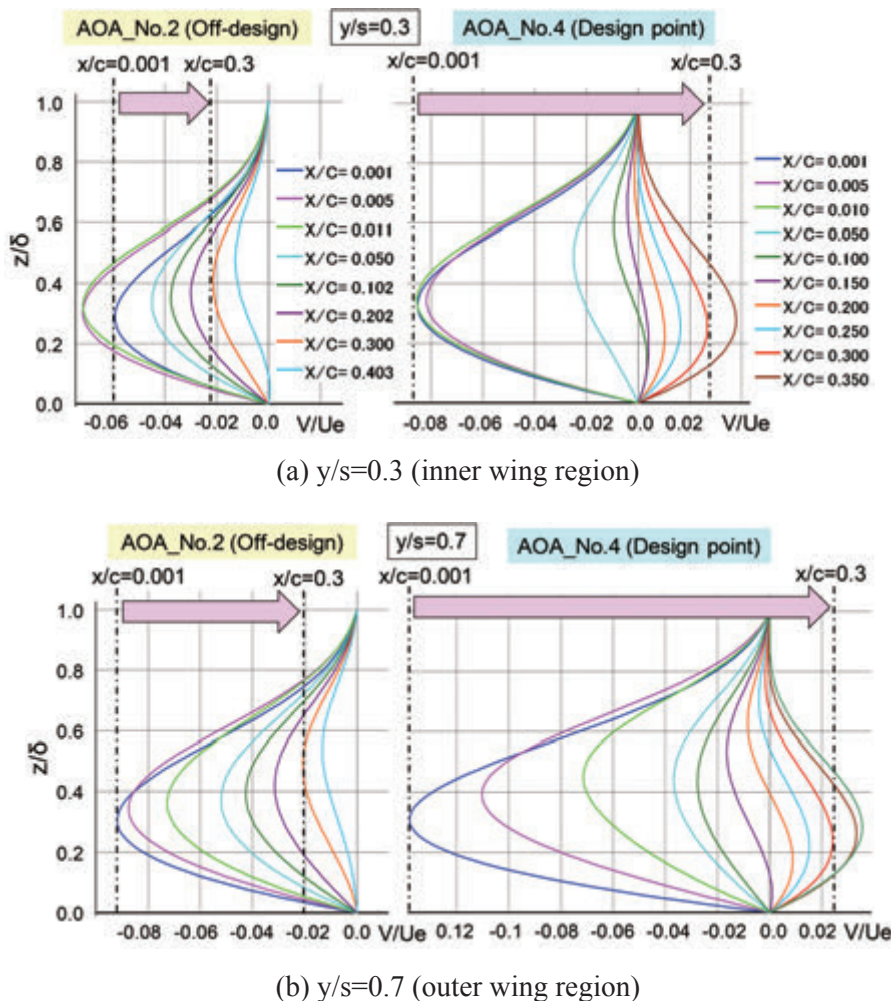 AOA_No.2 (Off-design) y/s=0.3 AOA_No.4 (Design point)
x/c=0.001 x/c=0.3 x/c=0.001 x/c=0.3
z/δ
1.0
0.8
0.6
0.4
0.2
0.0
X/C= 0.001
X/C= 0.005
X/C= 0.011
X/C= 0.050
X/C= 0.102
X/C= 0.202
X/C= 0.300
X/C= 0.403
X/C= 0.001
X/C= 0.005
X/C= 0.010
X/C= 0.050
X/C= 0.100
X/C= 0.150
X/C= 0.200
X/C= 0.250
X/C= 0.300
X/C= 0.350
-0.06 -0.04 -0.02 0.0 V/Ue -0.08 -0.06 -0.04 -0.02 0.0 0.02 V/Ue
(a) y/s=0.3 (inner wing region)
AOA_No.2 (Off-design) y/s=0.7 AOA_No.4 (Design point)
x/c=0.001 x/c=0.3 x/c=0.001 x/c=0.3
z/δ
1.0
0.8
0.6
0.4
0.2
0.0
-0.08 -0.06 -0.04 -0.02 0.0 V/Ue 0.12 -0.1 -0.08 -0.06 -0.04 -0.02 0.0 0.02 V/Ue
(b) y/s=0.7 (outer wing region)